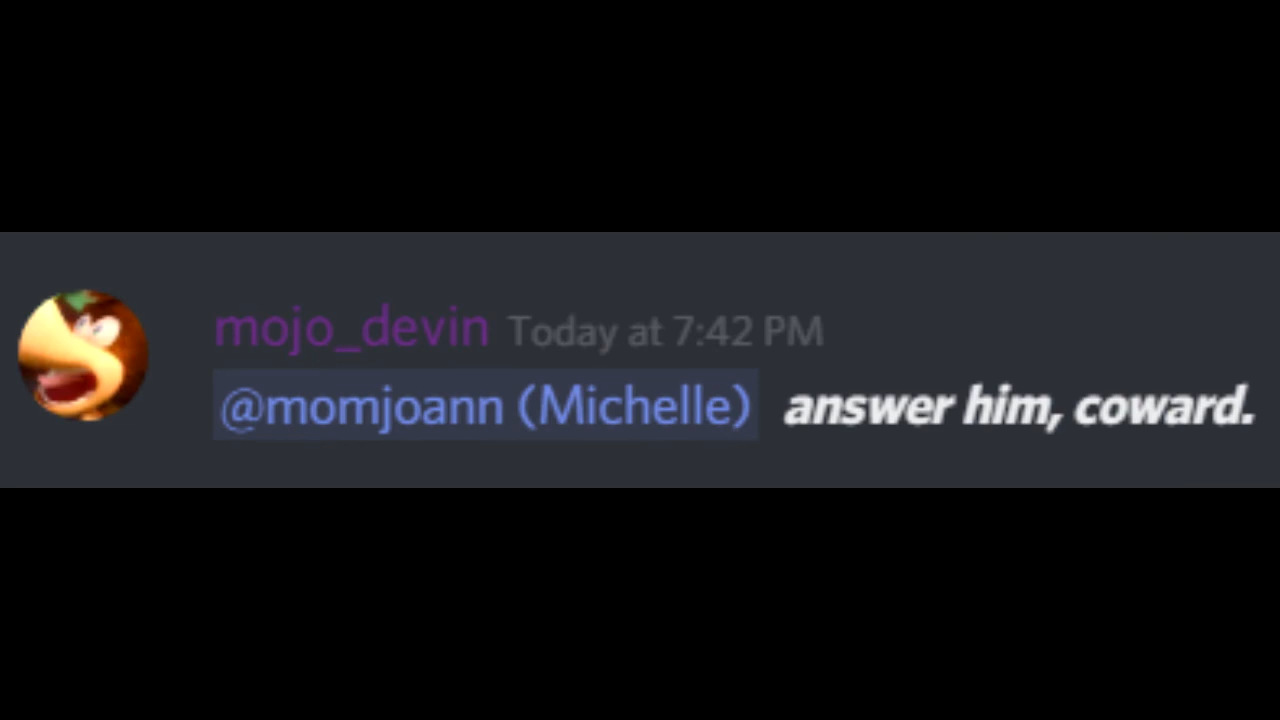 mojo_devin Today at 7:42 PM
@momjoann (Michelle) answer him, coward.